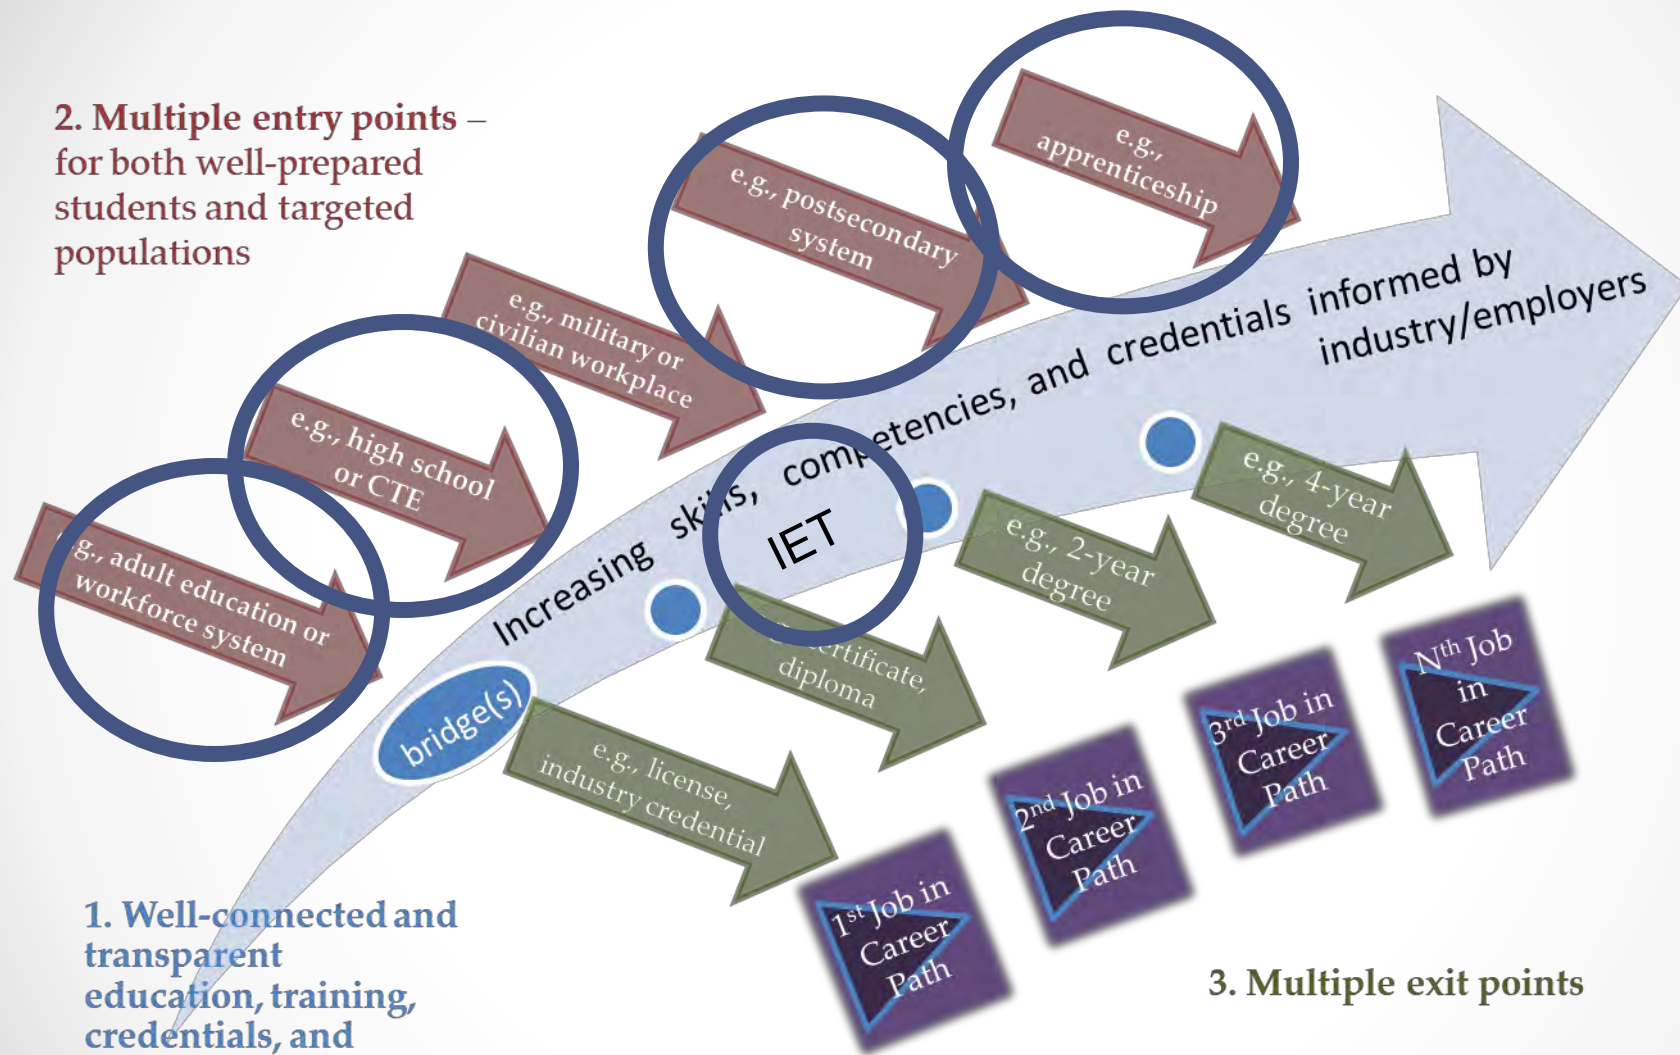 2. Multiple entry points –
for both well-prepared
students and targeted
populations
e.g.,
apprenticeship
e.g., postsecondary
system
e.g., military or
civilian workplace
e.g., high school
or CTE
g., adult education or
workforce system
Increasing skills, competencies, and credentials informed by
industry/employers
IET
bridge(s)
e.g., 4-year
degree
e.g., 2-year
degree
certificate,
diploma
e.g., license,
industry credential
1st Job in
Career
Path
2nd Job in
Career
Path
3rd Job in
Career
Path
Nth Job
in
Career
Path
1. Well-connected and
transparent
education, training,
credentials, and
3. Multiple exit points